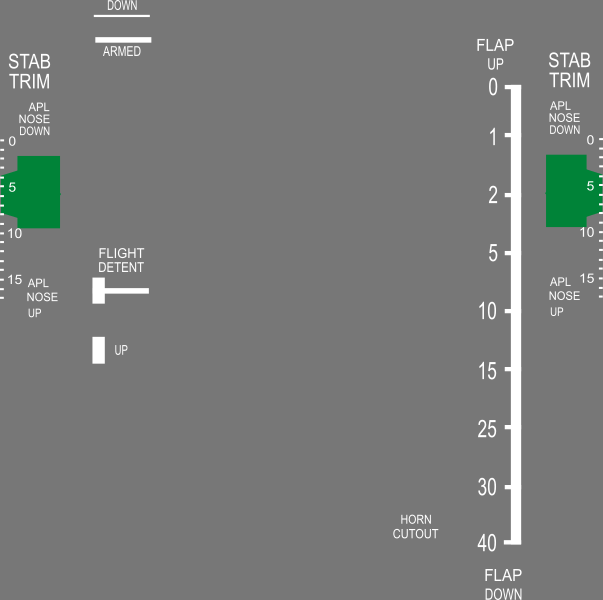 DOWN
ARMED
STAB
TRIM
APL
NOSE
DOWN
0
5
10
15
APL
NOSE
UP
FLIGHT
DETENT
UP
FLAP
UP
0
1
2
5
10
15
25
30
40
FLAP
DOWN
HORN
CUTOUT
STAB
TRIM
APL
NOSE
DOWN
0
5
10
15
APL
NOSE
UP